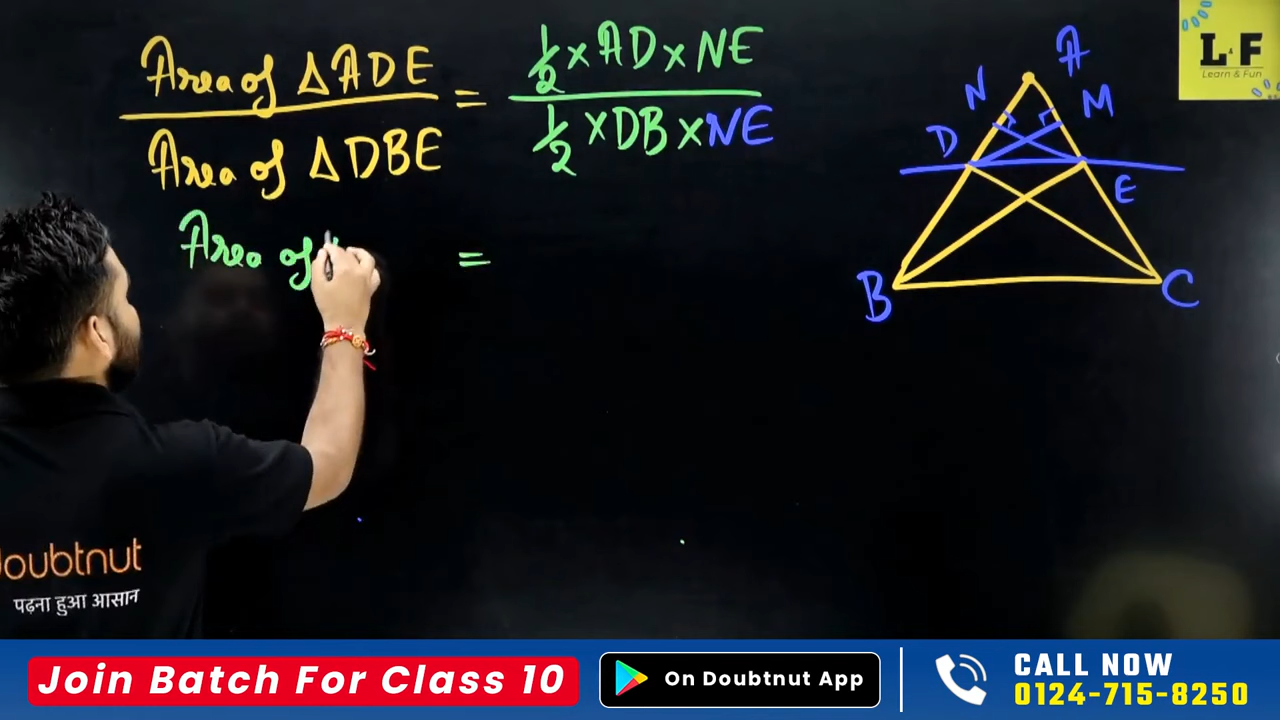 Area of △ADE / Area of △DBE = 1/2 × AD × NE / 1/2 × DB × NE
Area of =
A
N
M
D
E
B
C
L&F
Learn & Fun
doubtnut
पढ़ना हुआ आसान
Join Batch For Class 10
On Doubtnut App
CALL NOW
0124-715-8250